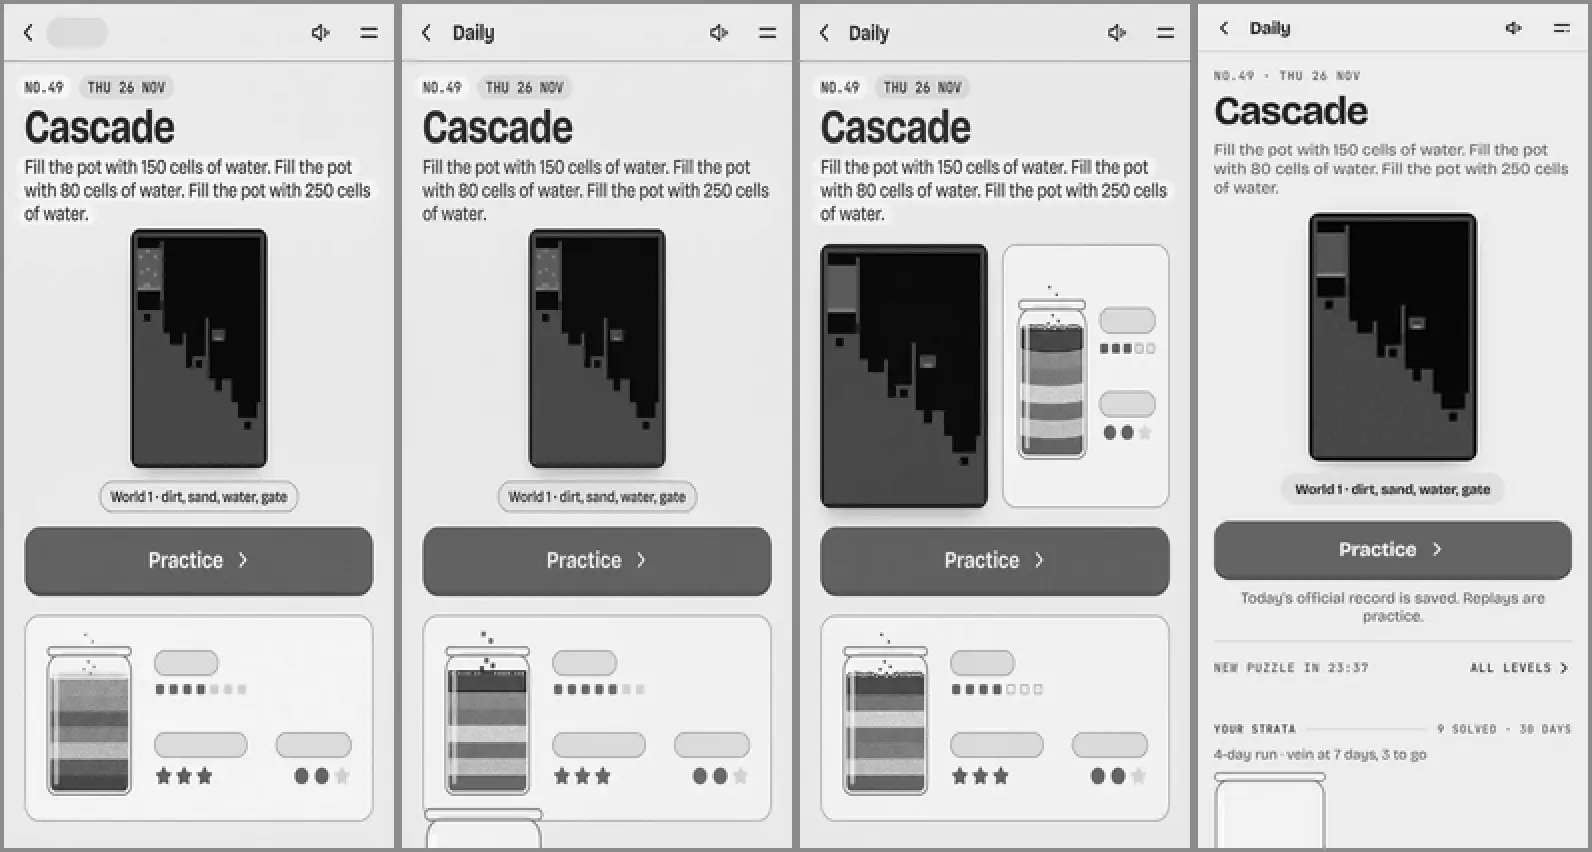 NO.49 THU 26 NOV
Cascade
Fill the pot with 150 cells of water. Fill the pot
with 80 cells of water. Fill the pot with 250 cells
of water.
World 1 · dirt, sand, water, gate
Practice
Daily
NO.49 THU 26 NOV
Cascade
Fill the pot with 150 cells of water. Fill the pot
with 80 cells of water. Fill the pot with 250 cells
of water.
World 1 · dirt, sand, water, gate
Practice
Daily
NO.49 THU 26 NOV
Cascade
Fill the pot with 150 cells of water. Fill the pot
with 80 cells of water. Fill the pot with 250 cells
of water.
Practice
Daily
NO.49 · THU 26 NOV
Cascade
Fill the pot with 150 cells of water. Fill the pot
with 80 cells of water. Fill the pot with 250 cells
of water.
World 1 · dirt, sand, water, gate
Practice
Today's official record is saved. Replays are
practice.
NEW PUZZLE IN 23:37 ALL LEVELS
YOUR STRATA 9 SOLVED · 30 DAYS
4-day run · vein at 7 days, 3 to go